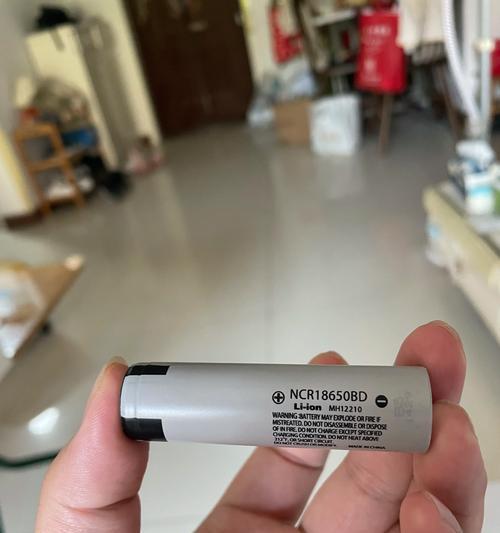 ⊕ NCR18650BD ⊖
Li-ion MH12210
WARNING:BATTERY MAY EXPLODE OR FIRE IF
MISTREATED. DO NOT DISASSEMBLE OR DISPOSE
OF IN FIRE. DO NOT CHARGE EXCEPT SPECIFIED
CHARGING CONDITION. DO NOT HEAT ABOVE
212°F, OR SHORT CIRCUIT.
MADE IN CHINA